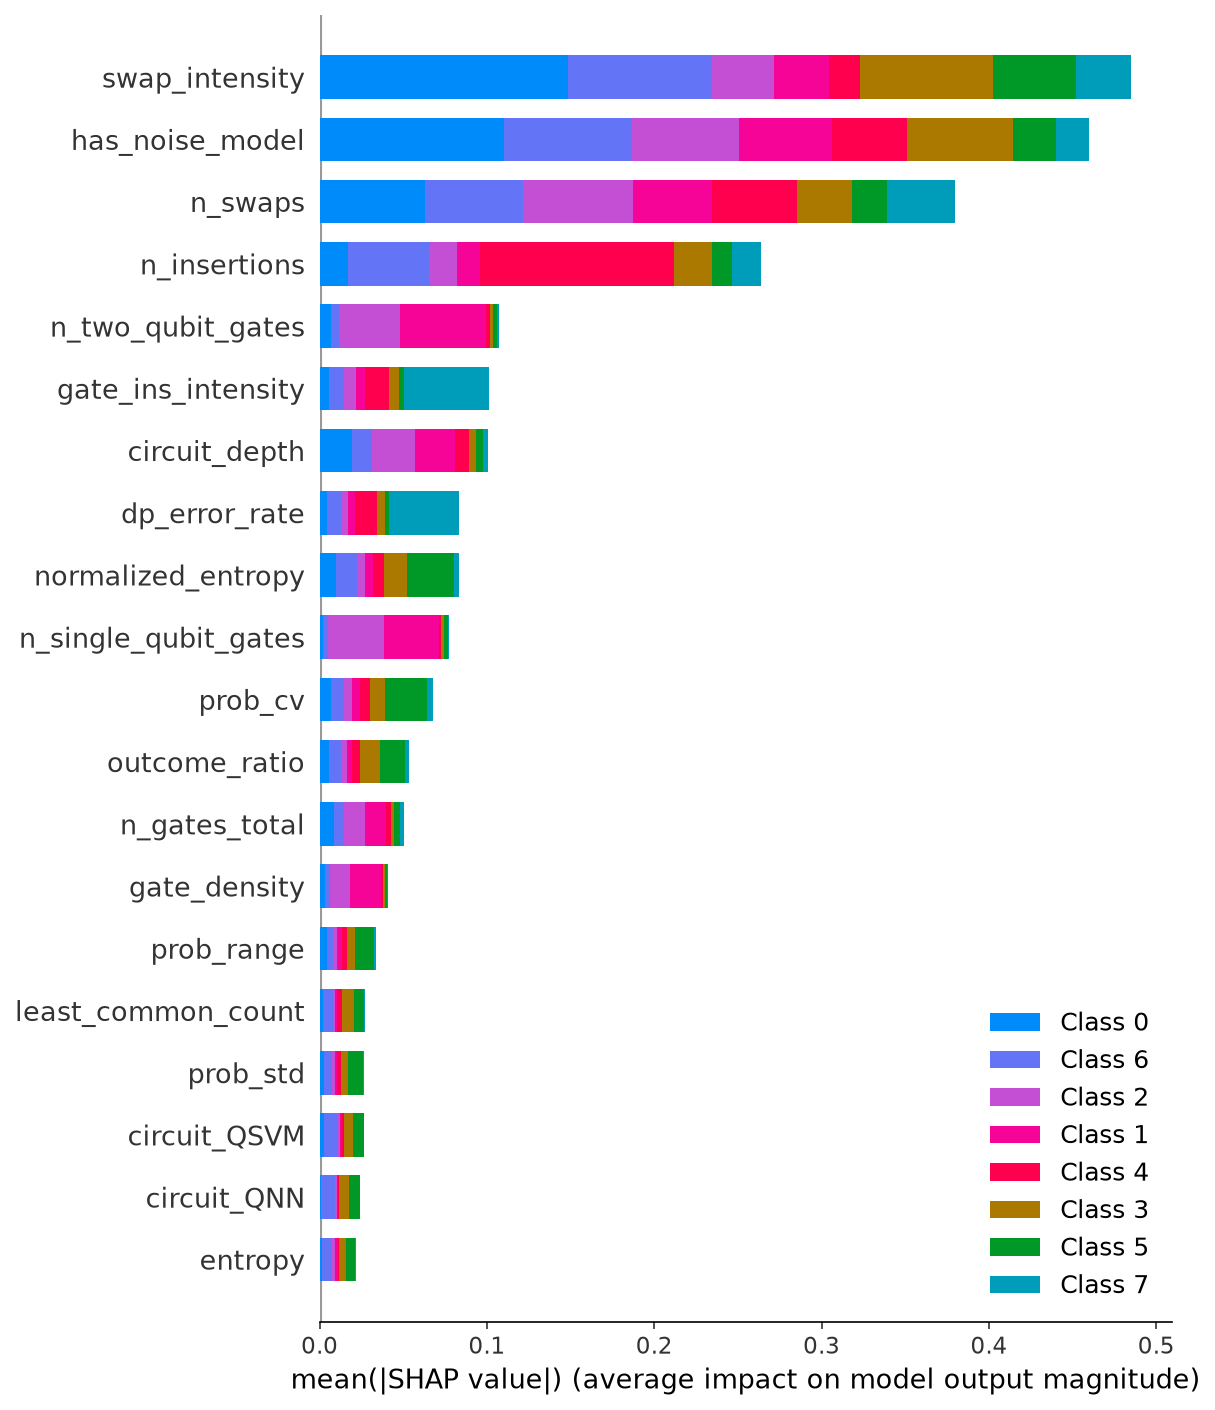 swap_intensity
has_noise_model
n_swaps
n_insertions
n_two_qubit_gates
gate_ins_intensity
circuit_depth
dp_error_rate
normalized_entropy
n_single_qubit_gates
prob_cv
outcome_ratio
n_gates_total
gate_density
prob_range
least_common_count
prob_std
circuit_QSVM
circuit_QNN
entropy
Class 0
Class 6
Class 2
Class 1
Class 4
Class 3
Class 5
Class 7
0.0 0.1 0.2 0.3 0.4 0.5
mean(|SHAP value|) (average impact on model output magnitude)